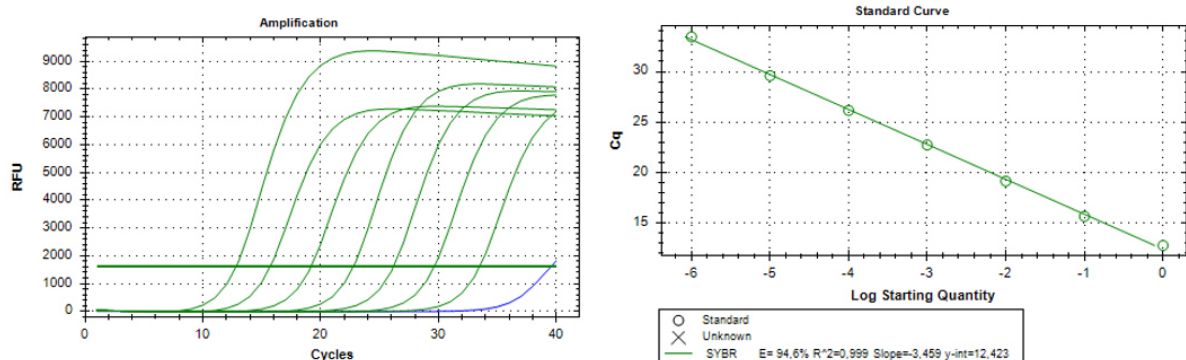 Amplification
9000
8000
7000
6000
5000
4000
3000
2000
1000
0
RFU
0
10
20
30
40
Cycles
Standard Curve
30
25
20
15
Cq
-6
-5
-4
-3
-2
-1
0
Log Starting Quantity
Standard
Unknown
SYBR E= 94,6% R^2=0,999 Slope=-3,459 y-int=12,423